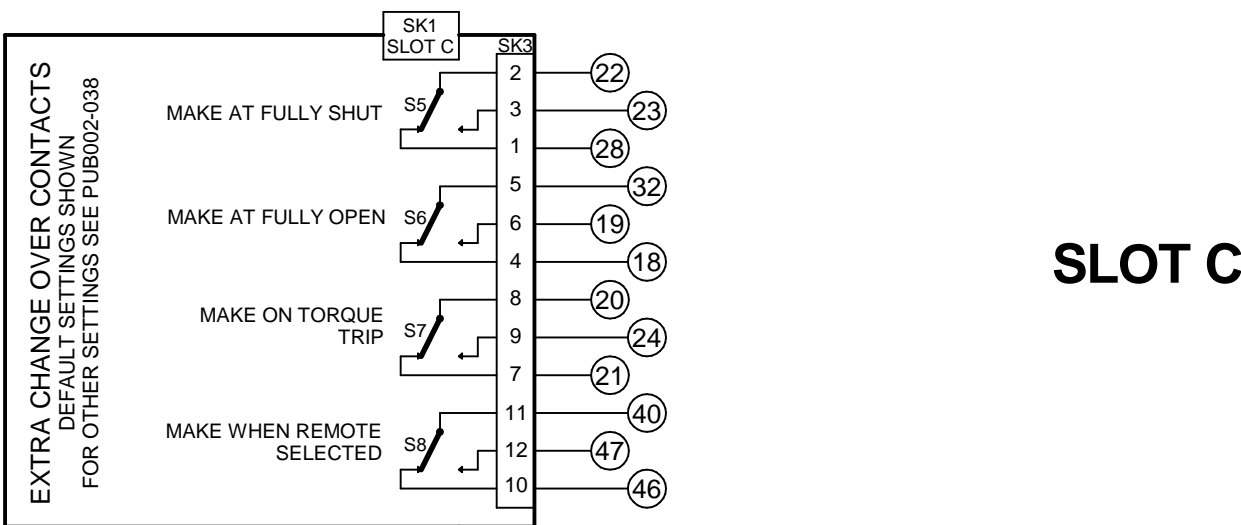 SK1
SLOT C
SK3
EXTRA CHANGE OVER CONTACTS
DEFAULT SETTINGS SHOWN
FOR OTHER SETTINGS SEE PUB002-038
MAKE AT FULLY SHUT
S5
2
22
3
23
1
28
MAKE AT FULLY OPEN
S6
5
32
6
19
4
18
MAKE ON TORQUE
TRIP
S7
8
20
9
24
7
21
MAKE WHEN REMOTE
SELECTED
S8
11
40
12
47
10
46
SLOT C